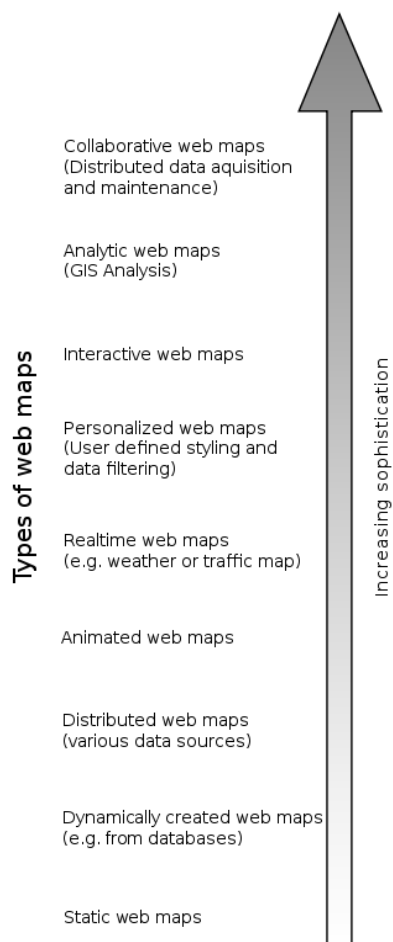 Collaborative web maps
(Distributed data aquisition
and maintenance)
Analytic web maps
(GIS Analysis)
Interactive web maps
Personalized web maps
(User defined styling and
data filtering)
Realtime web maps
(e.g. weather or traffic map)
Animated web maps
Distributed web maps
(various data sources)
Dynamically created web maps
(e.g. from databases)
Static web maps
Types of web maps
Increasing sophistication